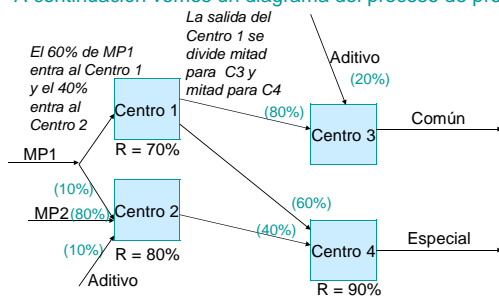 A continuación vemos un diagrama del proceso de pro
La salida del
Centro 1 se
divide mitad
para C3 y
mitad para C4
El 60% de MP1
entra al Centro 1
y el 40%
entra al
Centro 2
Aditivo
(20%)
Centro 1
(80%)
Común
Centro 3
R = 70%
MP1
(10%)
(60%)
MP2
(80%)
Centro 2
(40%)
Especial
(10%)
R = 80%
Centro 4
Aditivo
R = 90%